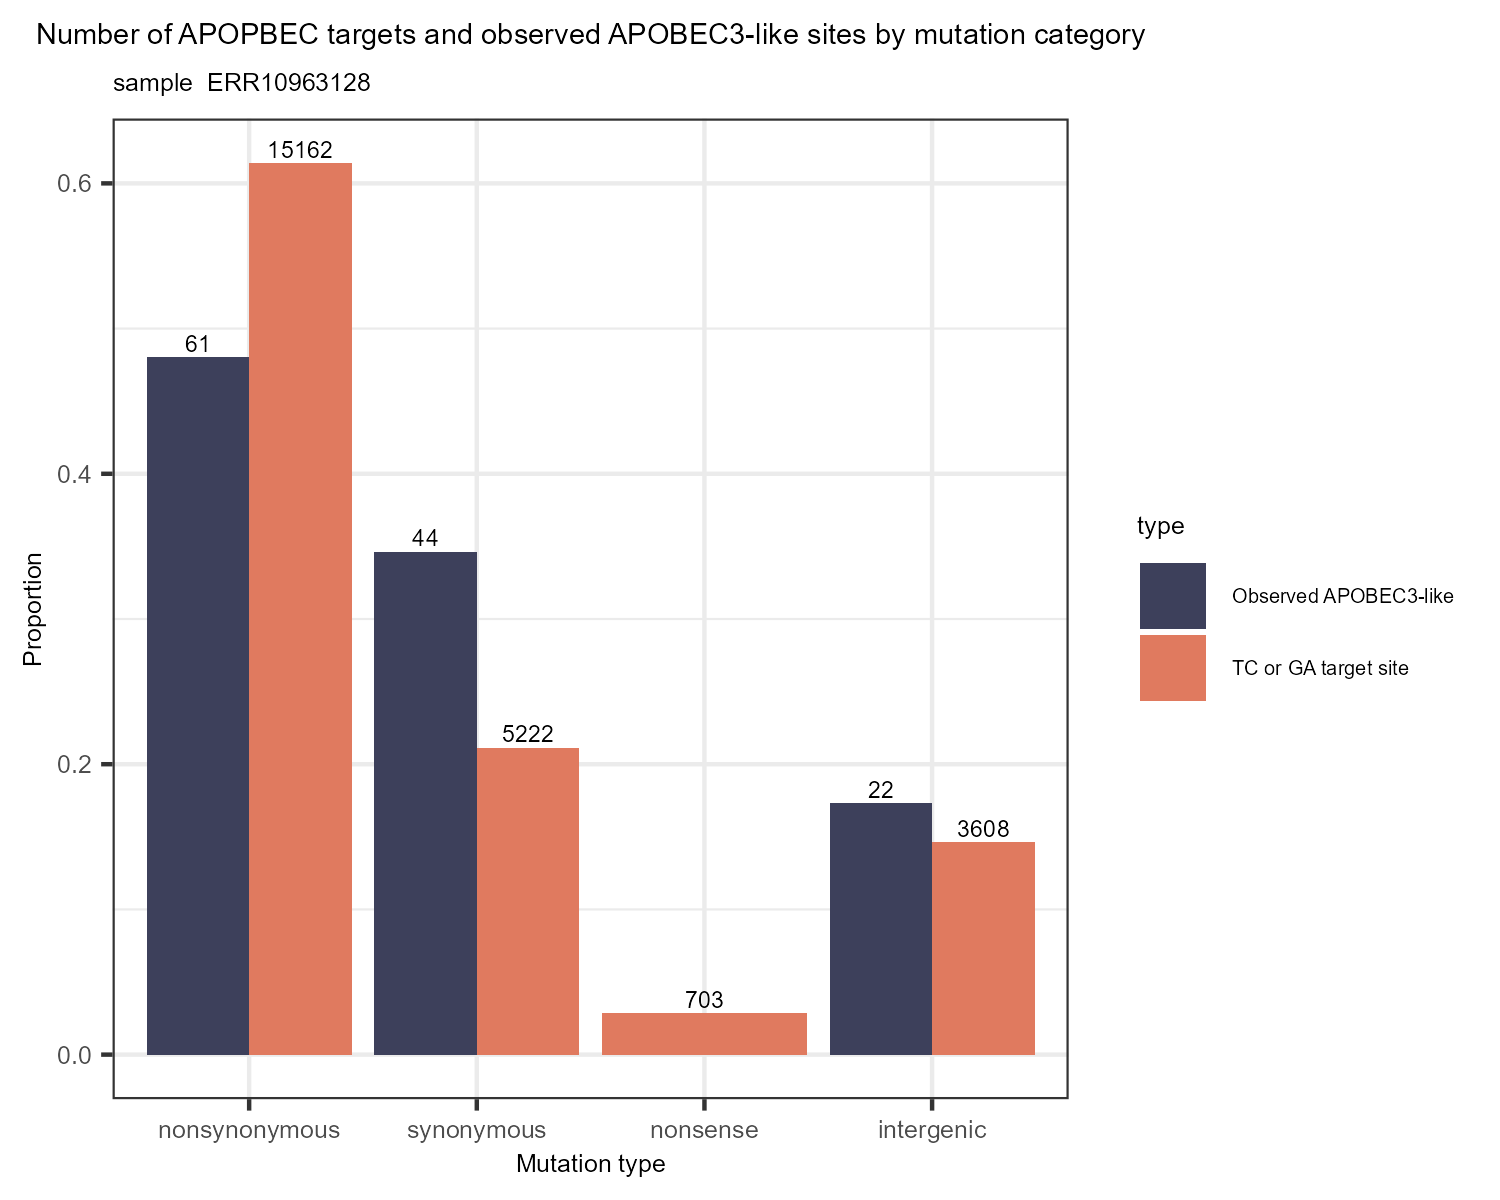 Number of APOPBEC targets and observed APOBEC3-like sites by mutation category
sample ERR10963128
15162
0.6
61
0.4
44
type
Observed APOBEC3-like
TC or GA target site
Proportion
5222
0.2
22
3608
703
0.0
nonsynonymous synonymous nonsense intergenic
Mutation type